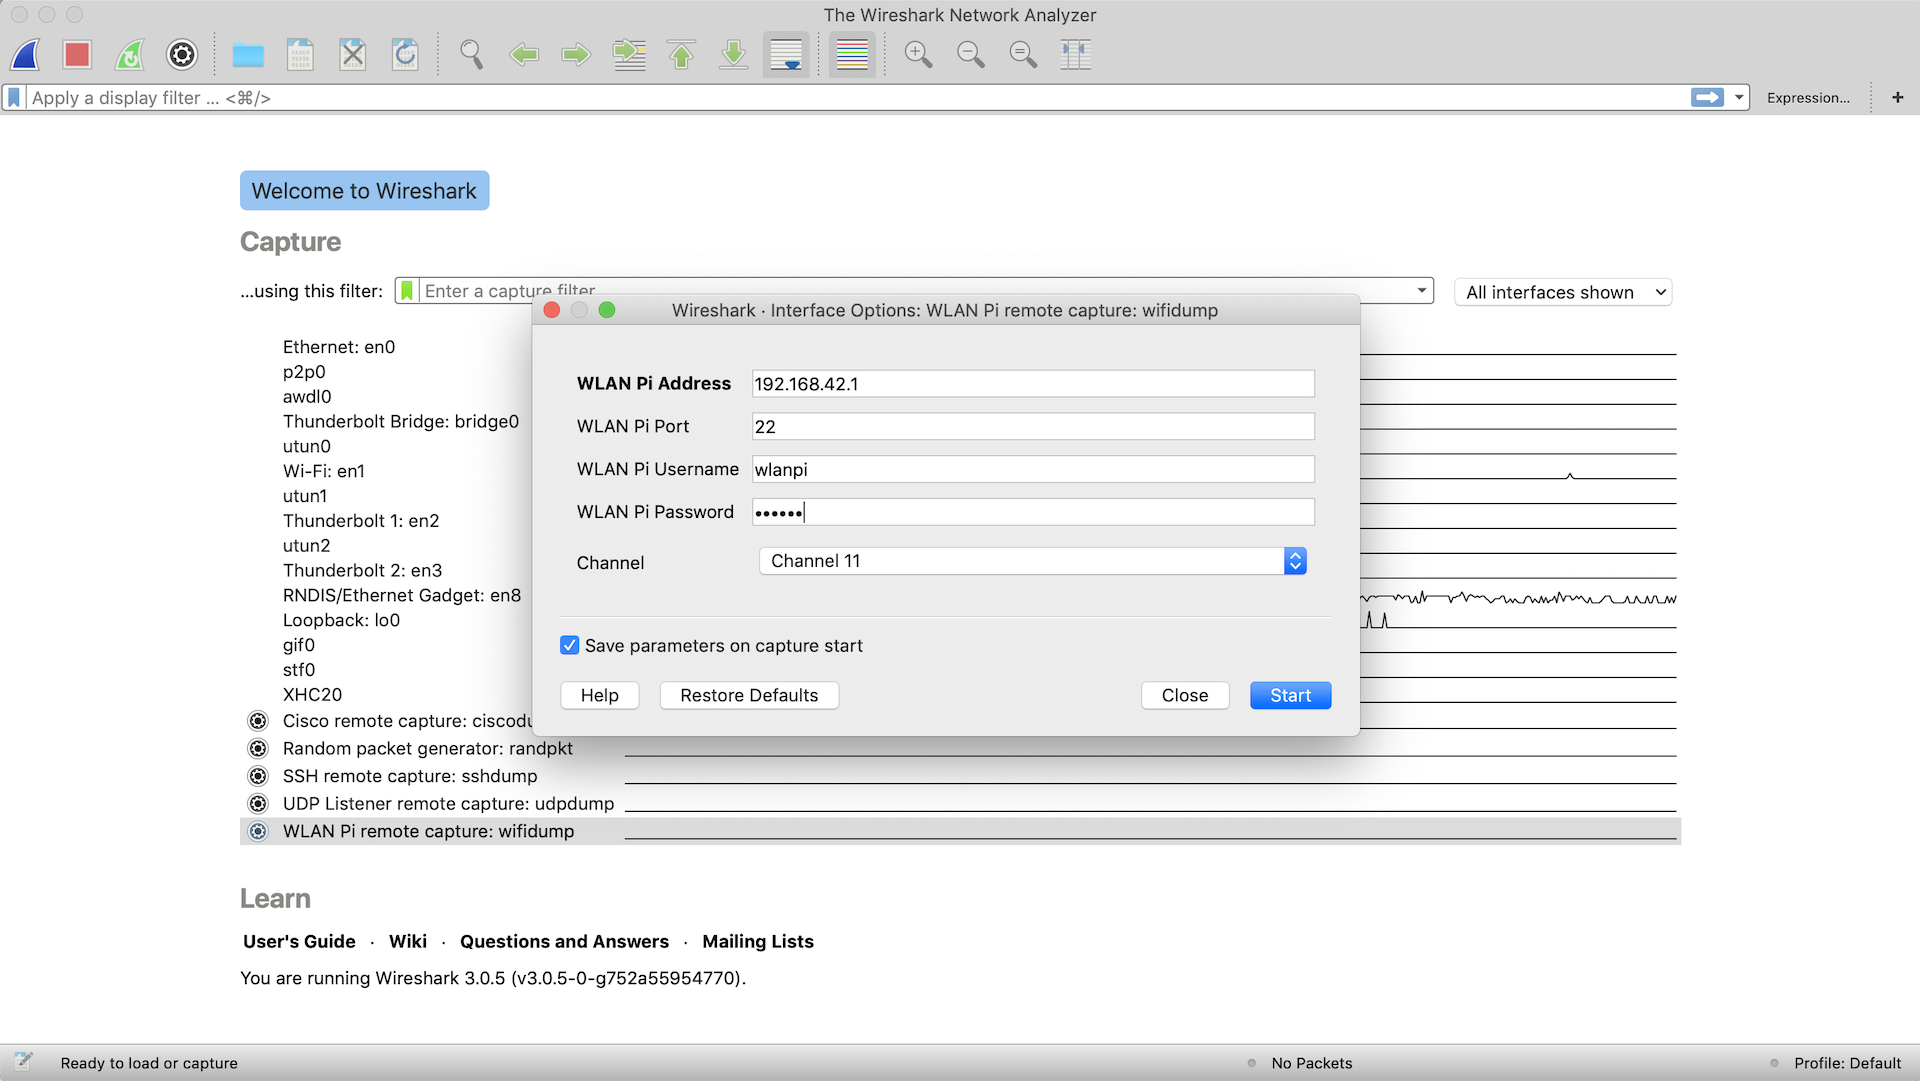 The Wireshark Network Analyzer
Apply a display filter ... <⌘/>
Expression...
+
Welcome to Wireshark
Capture
...using this filter:
Enter a capture filter
All interfaces shown
Wireshark · Interface Options: WLAN Pi remote capture: wifidump
WLAN Pi Address
192.168.42.1
WLAN Pi Port
22
WLAN Pi Username
wlanpi
WLAN Pi Password
••••••
Channel
Channel 11
Save parameters on capture start
Help
Restore Defaults
Close
Start
Ethernet: en0
p2p0
awdl0
Thunderbolt Bridge: bridge0
utun0
Wi-Fi: en1
utun1
Thunderbolt 1: en2
utun2
Thunderbolt 2: en3
RNDIS/Ethernet Gadget: en8
Loopback: lo0
gif0
stf0
XHC20
Cisco remote capture:
Random packet generator: randpkt
SSH remote capture: sshdump
UDP Listener remote capture: udpdump
WLAN Pi remote capture: wifidump
Learn
User's Guide · Wiki · Questions and Answers · Mailing Lists
You are running Wireshark 3.0.5 (v3.0.5-0-g752a55954770).
Ready to load or capture
No Packets
Profile: Default